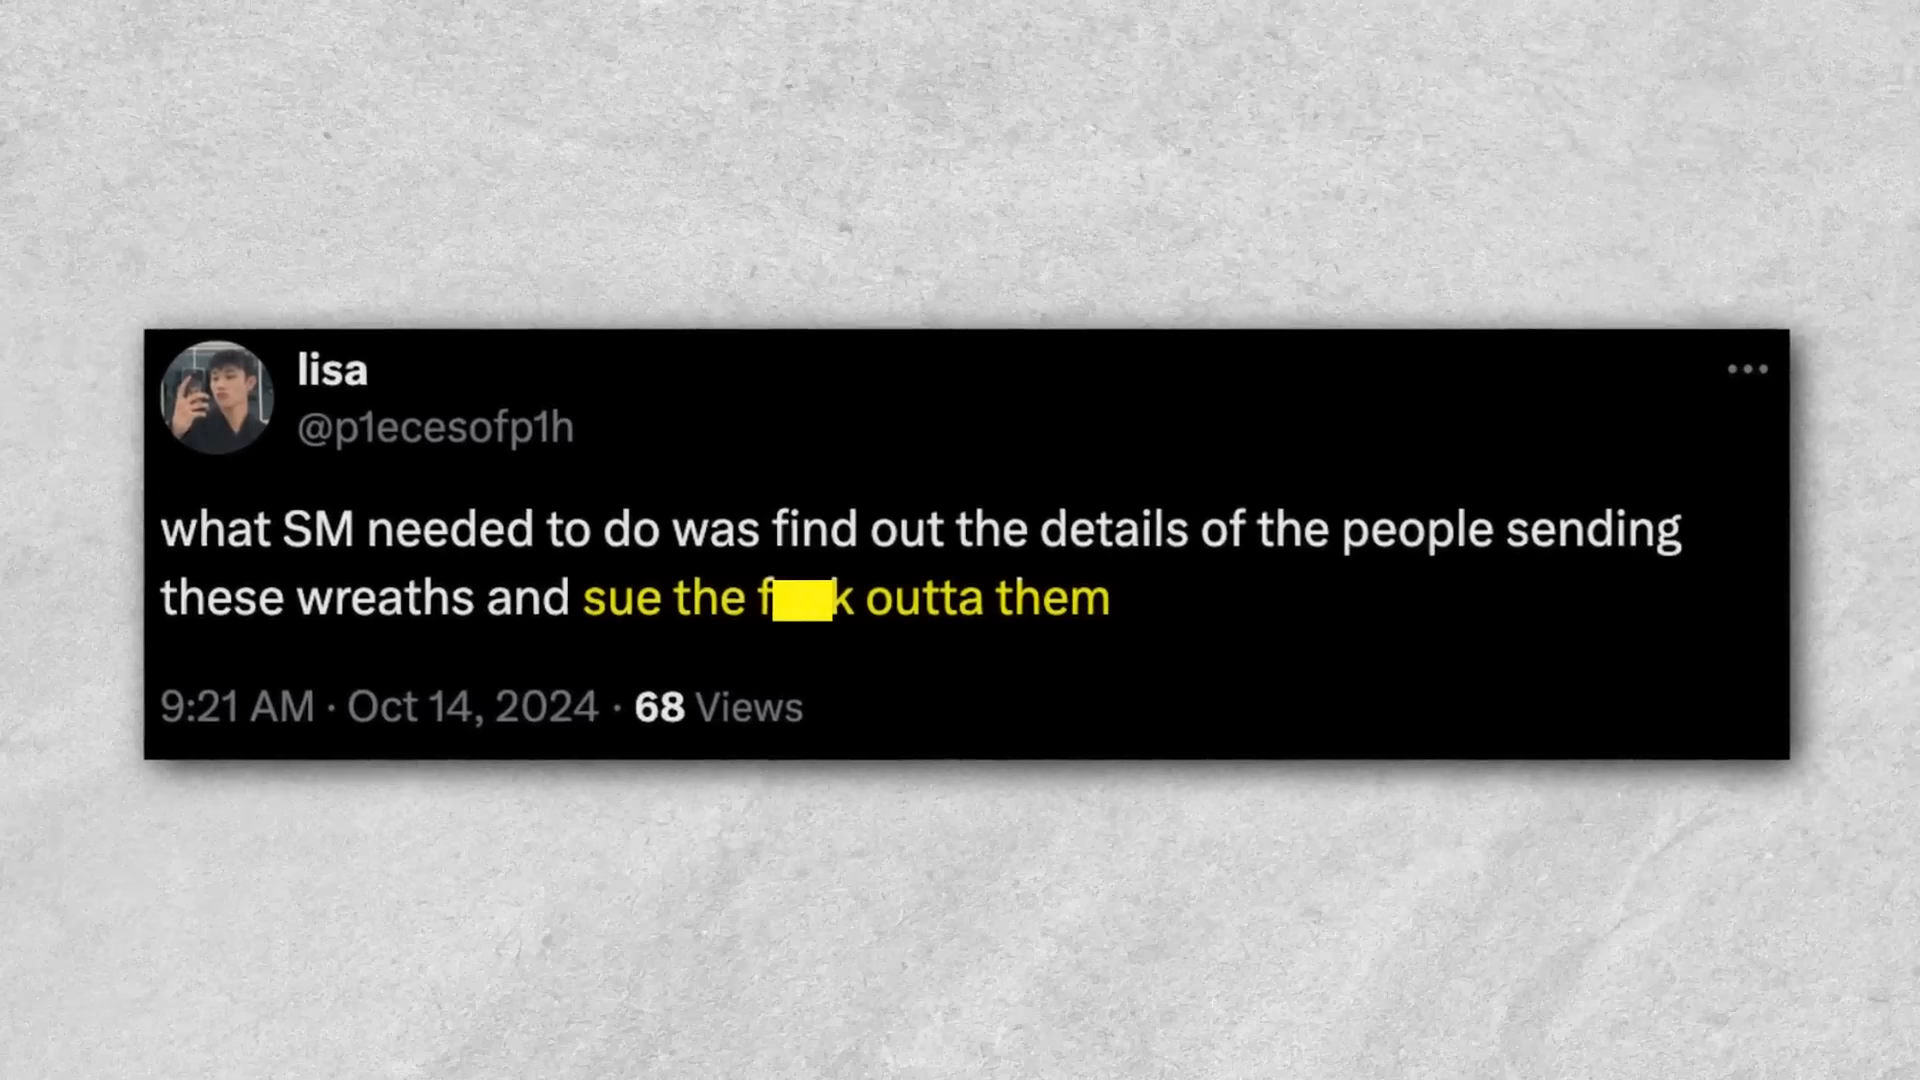 lisa
@p1ecesofp1h
what SM needed to do was find out the details of the people sending
these wreaths and sue the f k outta them
9:21 AM · Oct 14, 2024 · 68 Views